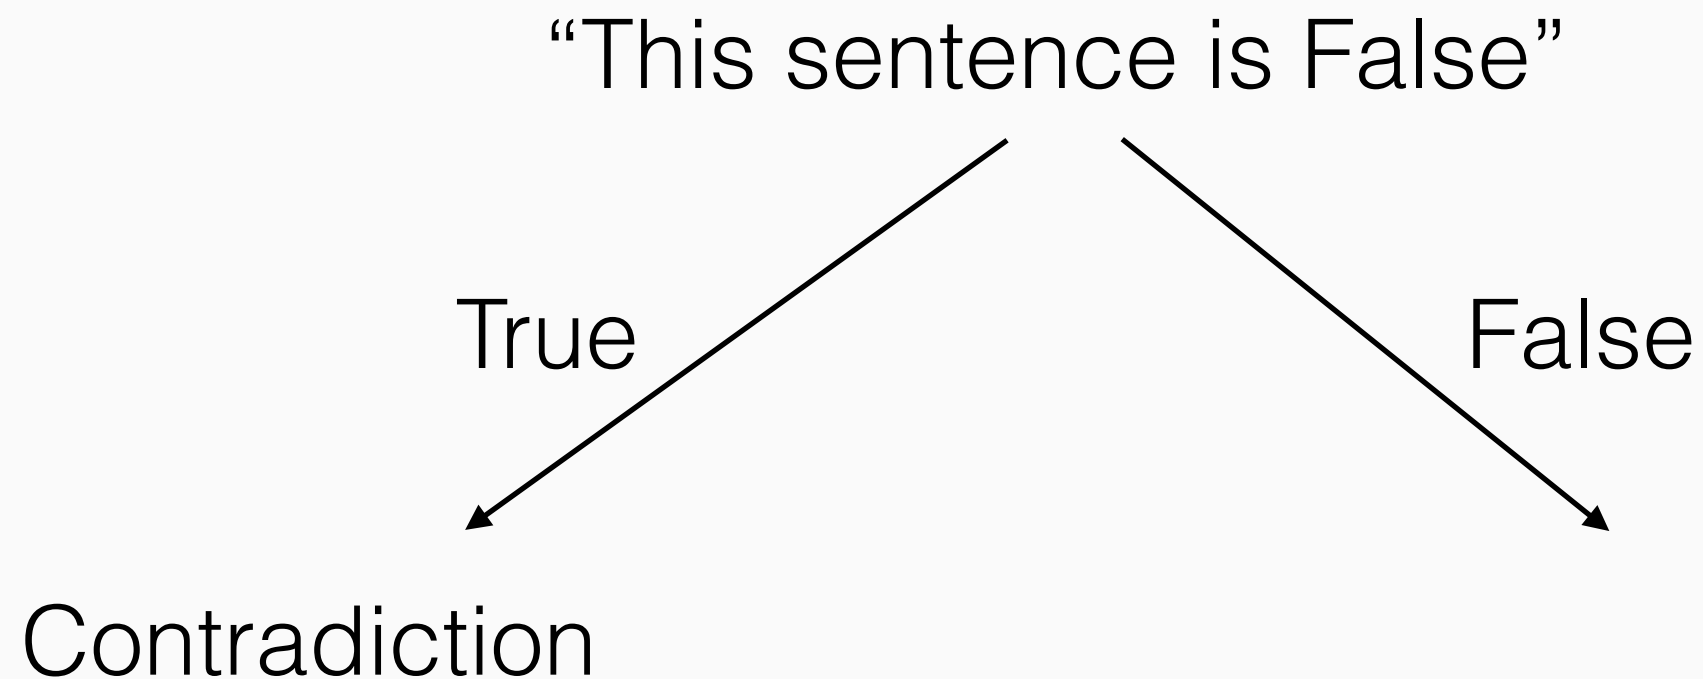 “This sentence is False”
True
False
Contradiction